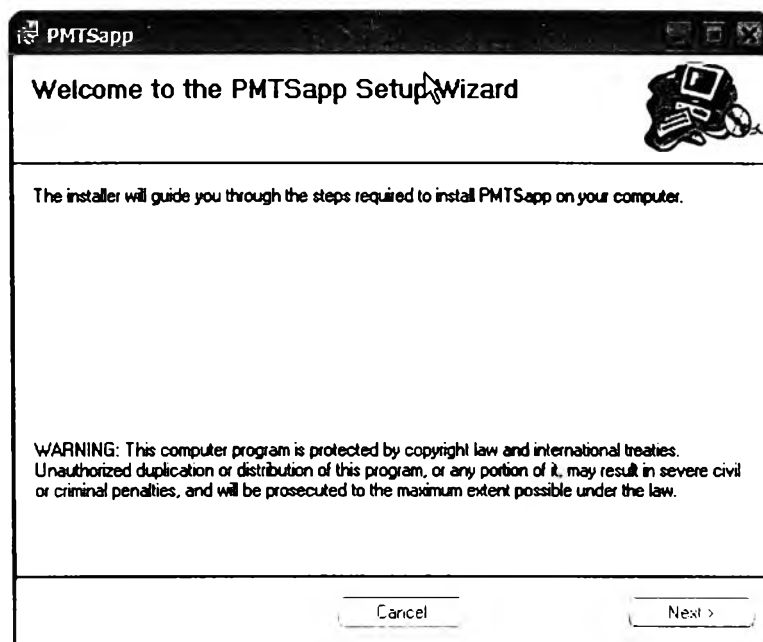 PMTSapp
Welcome to the PMTSapp Setup Wizard
The installer will guide you through the steps required to install PMTSapp on your computer.
WARNING: This computer program is protected by copyright law and international treaties.
Unauthorized duplication or distribution of this program, or any portion of it, may result in severe civil
or criminal penalties, and will be prosecuted to the maximum extent possible under the law.
Cancel
Next >